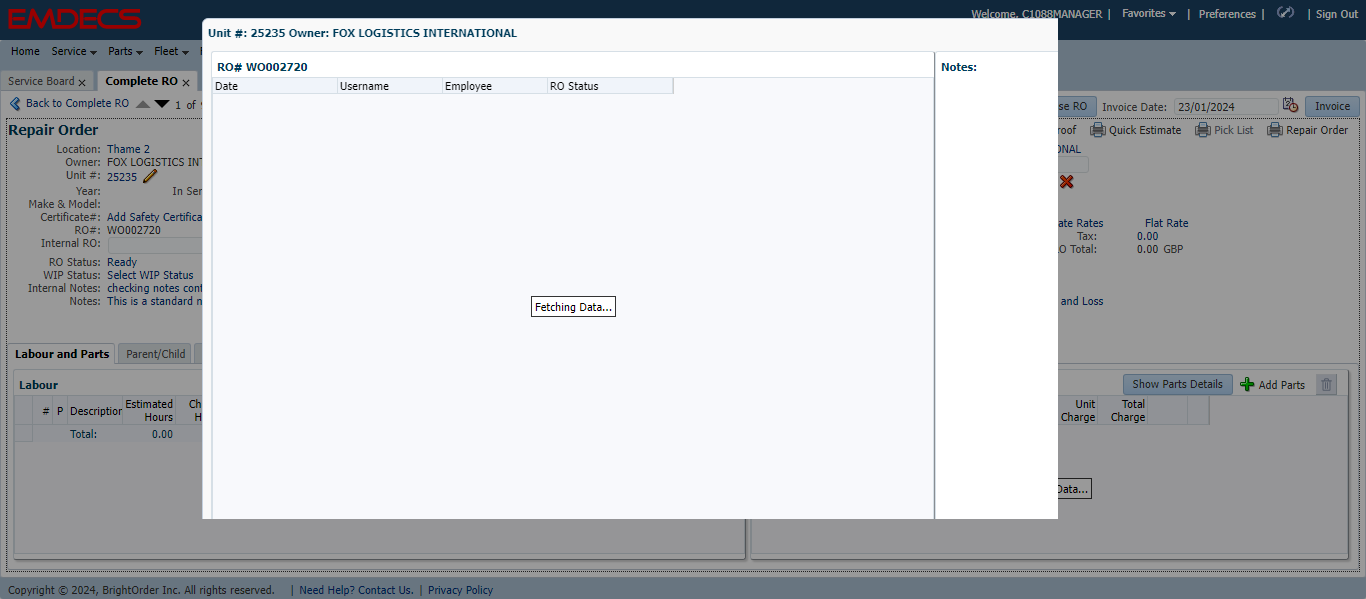 EMDECS
Welcome, C1088MANAGER | Favorites | Preferences | | Sign Out
Home Service Parts Fleet
Service Board x Complete RO x
Back to Complete RO 1 of
se RO Invoice Date: 23/01/2024 Invoice
roof Quick Estimate Pick List Repair Order
Repair Order
Location: Thame 2
Owner: FOX LOGISTICS INT
ONAL
Unit #: 25235
Year: In Ser
Make & Model:
Certificate#: Add Safety Certifica
RO#: WO002720
Internal RO:
RO Status: Ready
WIP Status: Select WIP Status
Internal Notes: checking notes cont
Notes: This is a standard n
ate Rates Flat Rate
Tax: 0.00
O Total: 0.00 GBP
and Loss
Unit #: 25235 Owner: FOX LOGISTICS INTERNATIONAL
RO# WO002720
Date Username Employee RO Status
Fetching Data...
Notes:
Labour and Parts Parent/Child
Labour
# P Description Estimated Hours Ch H
Total: 0.00
Show Parts Details Add Parts
Unit Charge Total Charge
Data...
Copyright © 2024, BrightOrder Inc. All rights reserved. | Need Help? Contact Us. | Privacy Policy